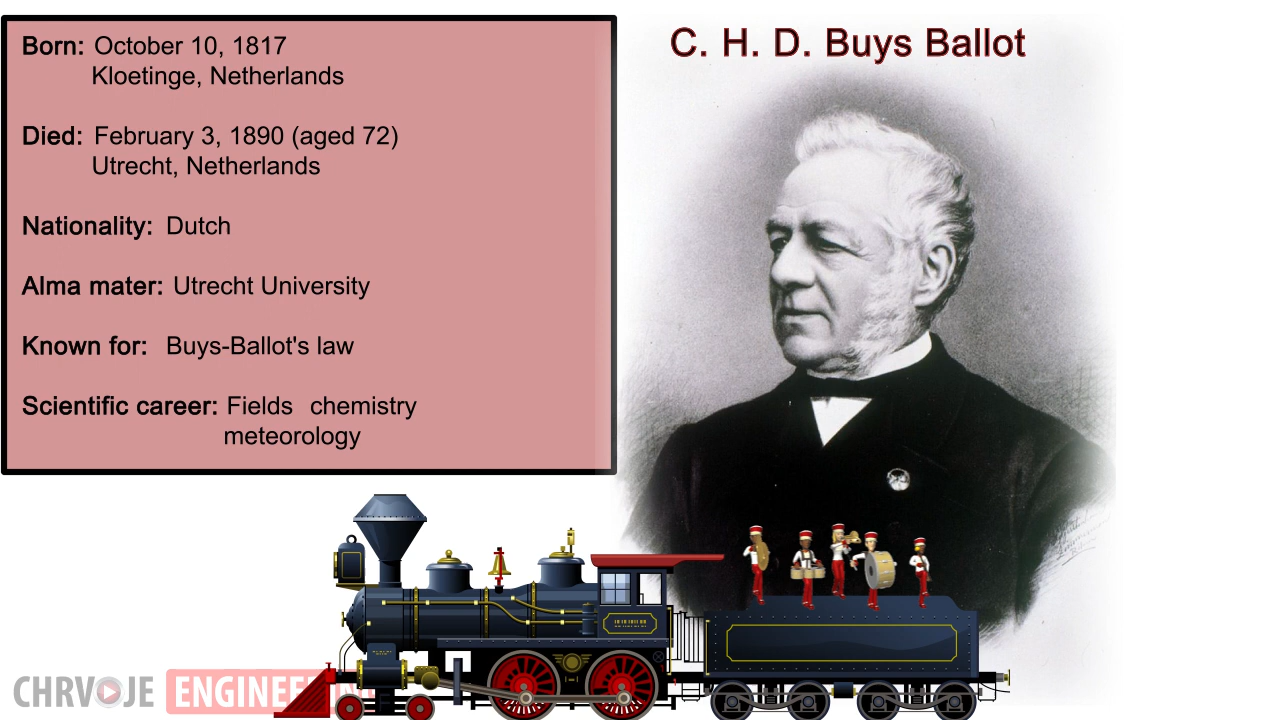 Born: October 10, 1817
Kloetinge, Netherlands
Died: February 3, 1890 (aged 72)
Utrecht, Netherlands
Nationality: Dutch
Alma mater: Utrecht University
Known for: Buys-Ballot's law
Scientific career: Fields chemistry
meteorology
C. H. D. Buys Ballot
CHRVOJE